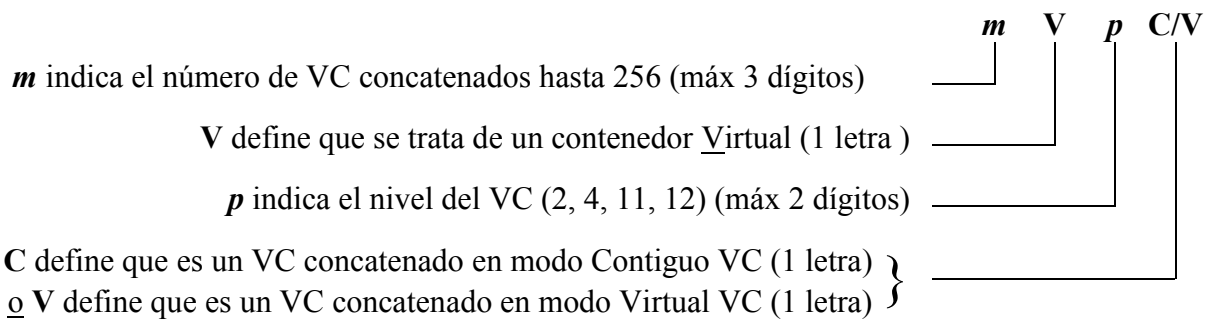 m V p C/V
m indica el número de VC concatenados hasta 256 (máx 3 dígitos)
V define que se trata de un contenedor Virtual (1 letra )
p indica el nivel del VC (2, 4, 11, 12) (máx 2 dígitos)
C define que es un VC concatenado en modo Contiguo VC (1 letra)
o V define que es un VC concatenado en modo Virtual VC (1 letra)